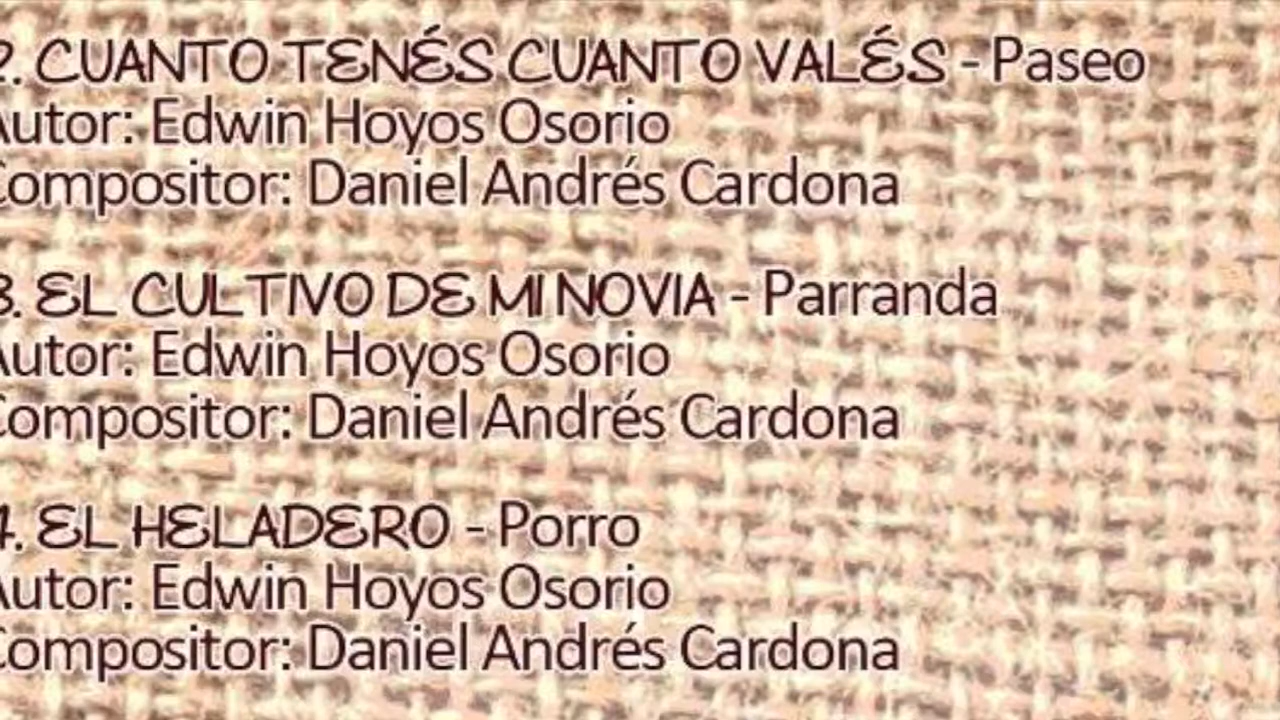 2. CUANTO TENÉS CUANTO VALÉS - Paseo
Autor: Edwin Hoyos Osorio
Compositor: Daniel Andrés Cardona
3. EL CULTIVO DE MI NOVIA - Parranda
Autor: Edwin Hoyos Osorio
Compositor: Daniel Andrés Cardona
4. EL HELADERO - Porro
Autor: Edwin Hoyos Osorio
Compositor: Daniel Andrés Cardona